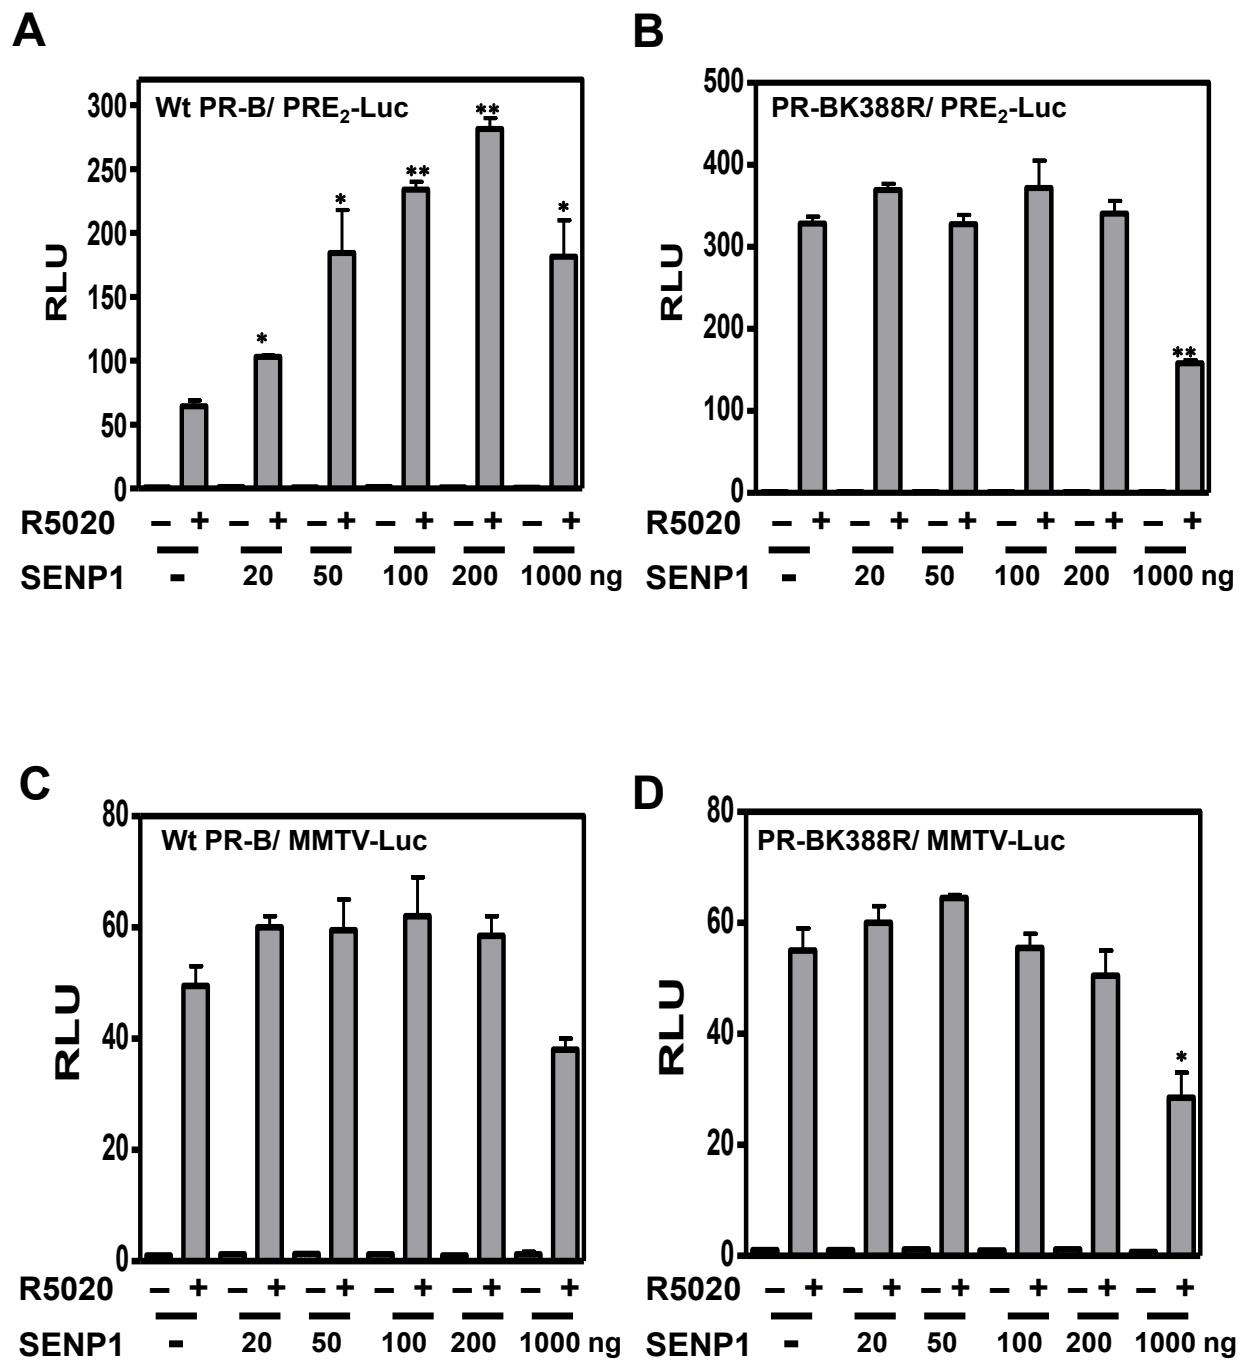 A
Wt PR-B/ PRE2-Luc
**
**
*
*
*
300
250
200
150
100
50
0
RLU
R5020 – + – + – + – + – + – +
SENP1 - 20 50 100 200 1000 ng
B
PR-BK388R/ PRE2-Luc
**
500
400
300
200
100
0
RLU
R5020 – + – + – + – + – + – +
SENP1 - 20 50 100 200 1000 ng
C
Wt PR-B/ MMTV-Luc
80
60
40
20
0
RLU
R5020 – + – + – + – + – + – +
SENP1 - 20 50 100 200 1000 ng
D
PR-BK388R/ MMTV-Luc
*
80
60
40
20
0
RLU
R5020 – + – + – + – + – + – +
SENP1 - 20 50 100 200 1000 ng